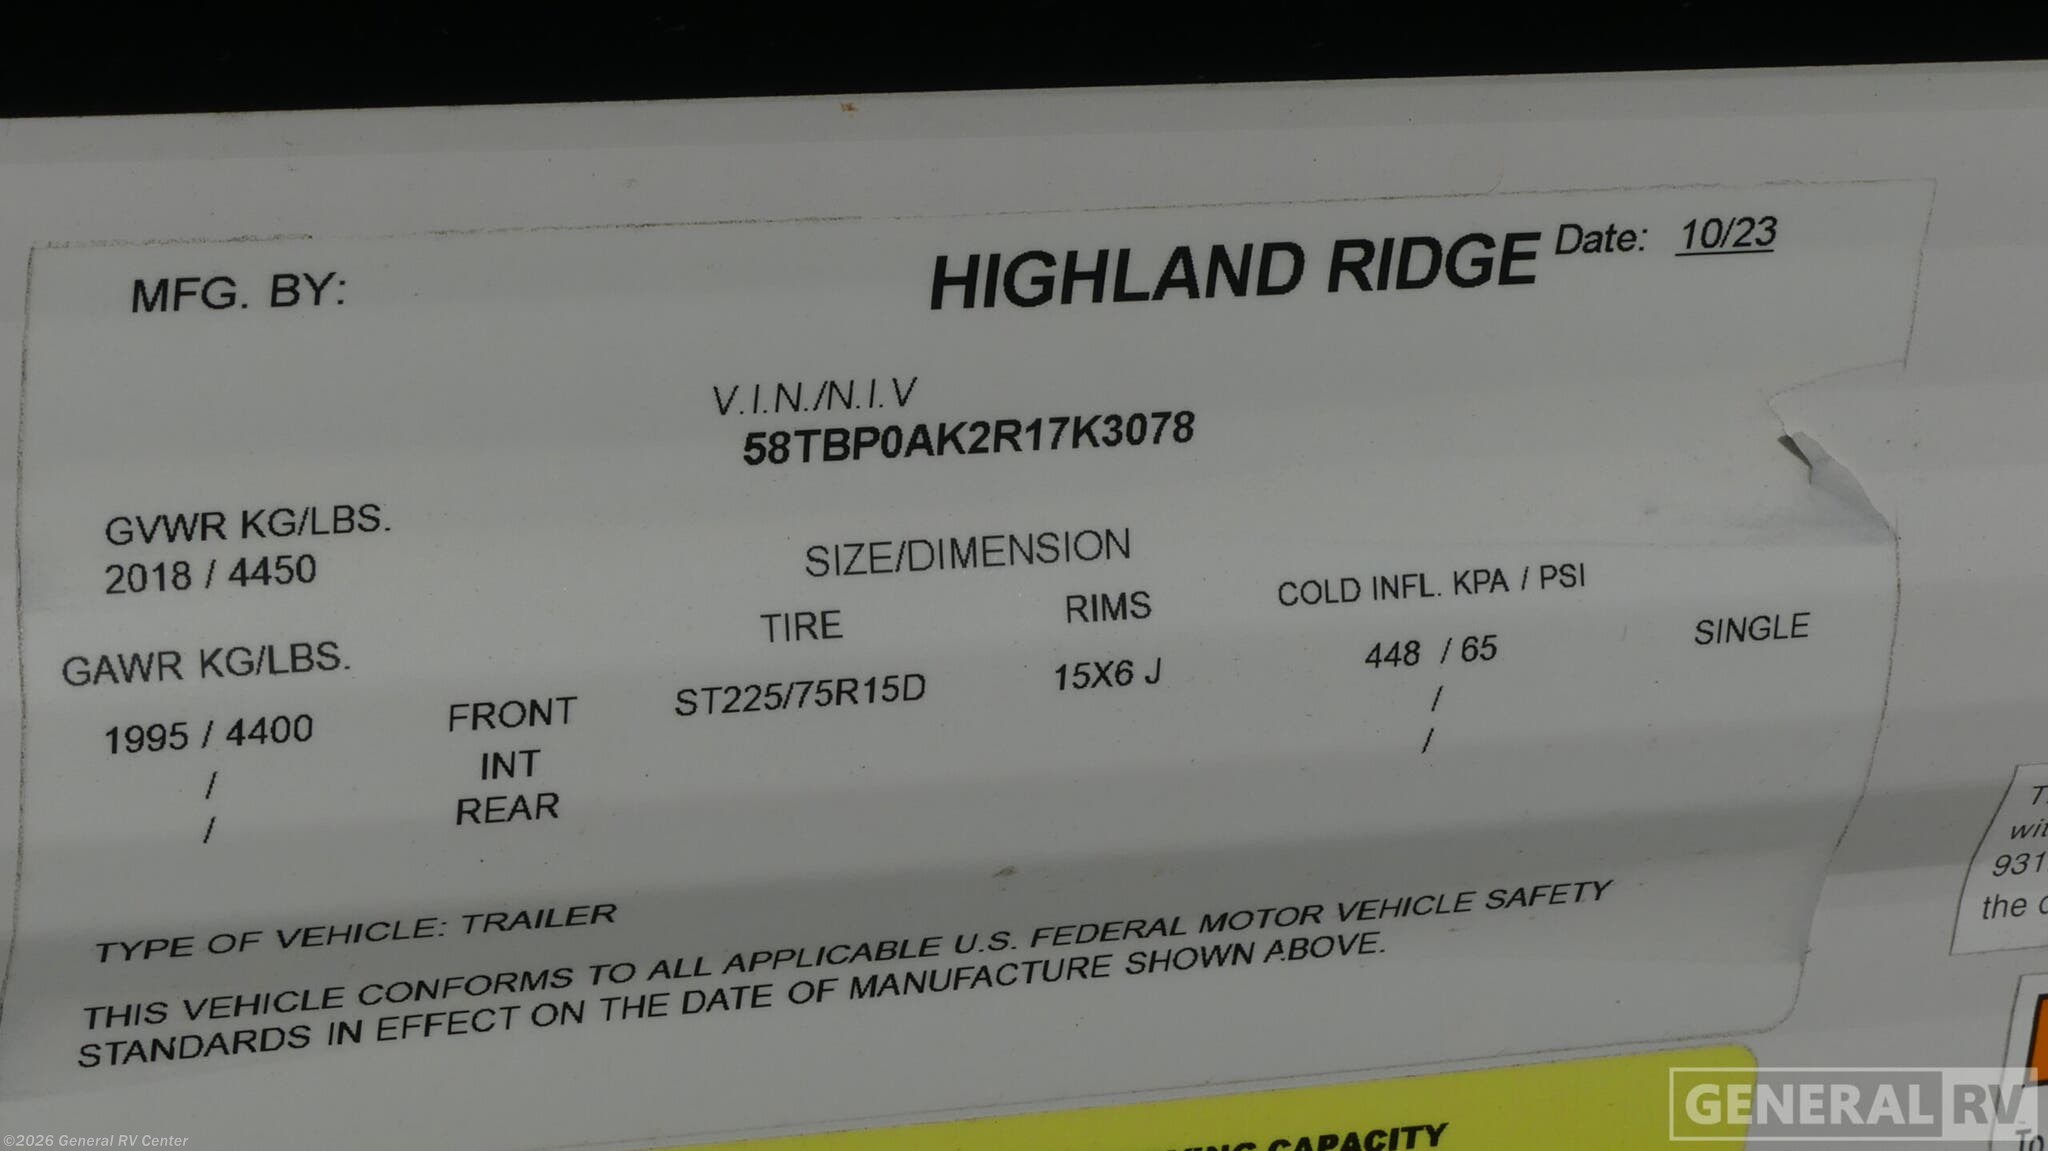 MFG. BY:
HIGHLAND RIDGE Date: 10/23
V.I.N./N.I.V
58TBP0AK2R17K3078
GVWR KG/LBS.
2018 / 4450
SIZE/DIMENSION
TIRE RIMS COLD INFL. KPA / PSI
GAWR KG/LBS.
1995 / 4400 FRONT ST225/75R15D 15X6 J 448 / 65 SINGLE
/ INT /
/ REAR /
TYPE OF VEHICLE: TRAILER
THIS VEHICLE CONFORMS TO ALL APPLICABLE U.S. FEDERAL MOTOR VEHICLE SAFETY
STANDARDS IN EFFECT ON THE DATE OF MANUFACTURE SHOWN ABOVE.
CAPACITY
931
the
To
GENERAL RV
©2026 General RV Center